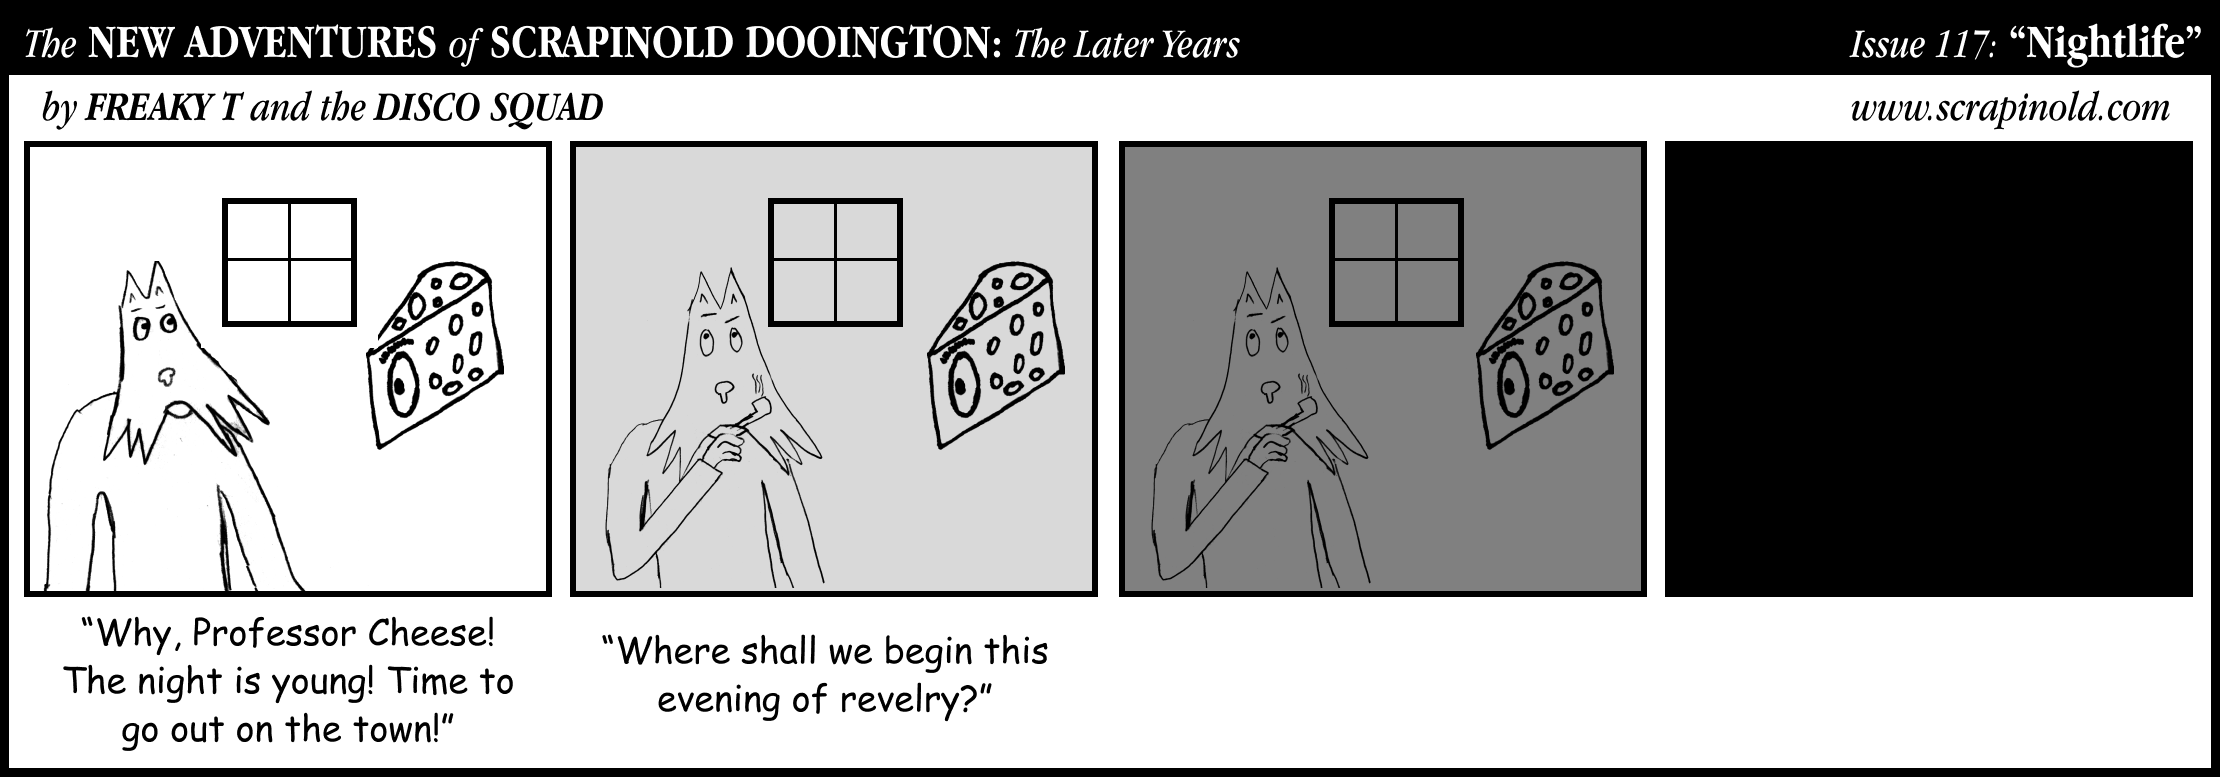 The NEW ADVENTURES of SCRAPINOLD DOOINGTON: The Later Years
Issue 117: “Nightlife”
by FREAKY T and the DISCO SQUAD
www.scrapinold.com
“Why, Professor Cheese!
The night is young! Time to
go out on the town!”
“Where shall we begin this
evening of revelry?”